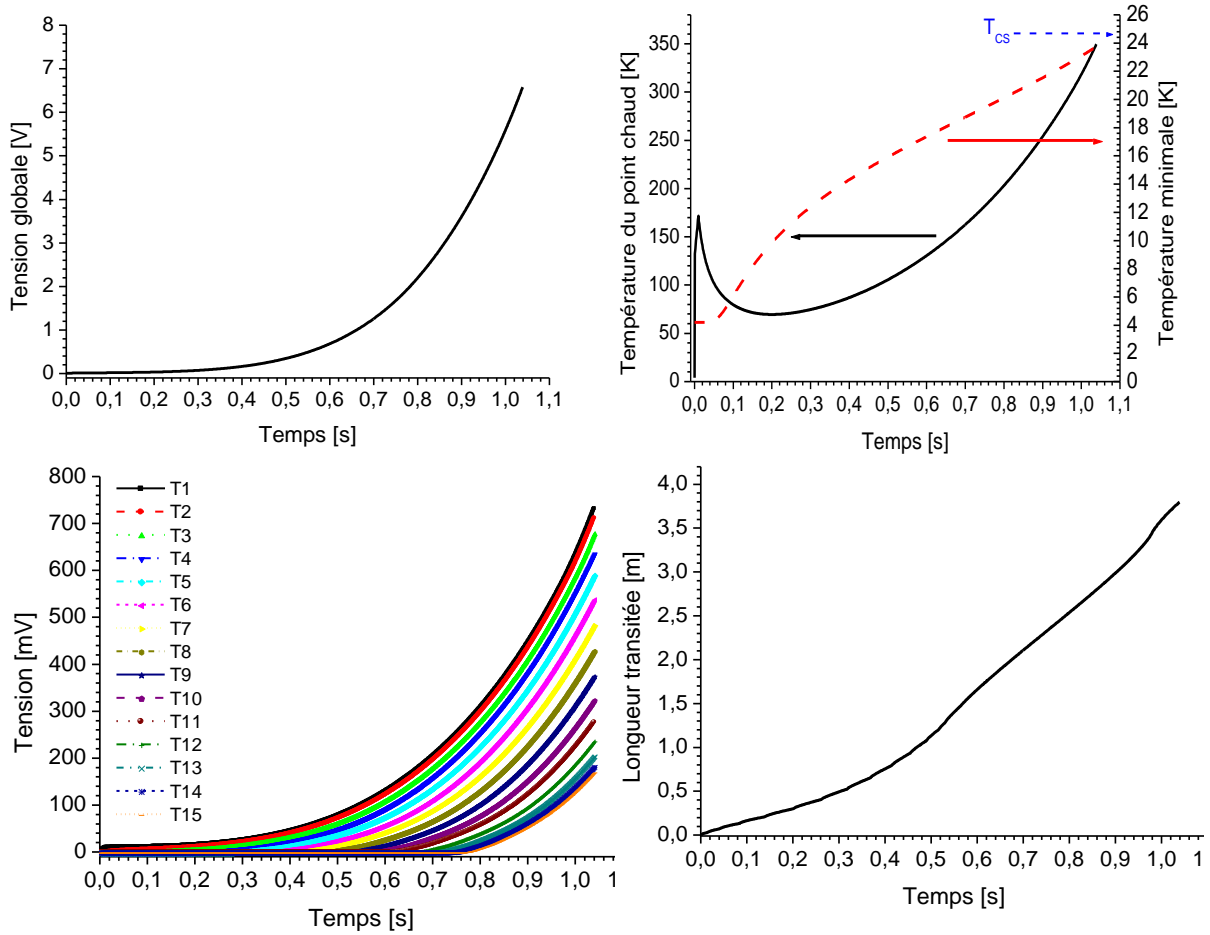 Tension globale [V]
8
7
6
5
4
3
2
1
0
0,0 0,1 0,2 0,3 0,4 0,5 0,6 0,7 0,8 0,9 1,0 1,1
Temps [s]
Température du point chaud [K]
350
300
250
200
150
100
50
0
T_CS
26
24
22
20
18
16
14
12
10
8
6
4
2
0
Température minimale [K]
0,0 0,1 0,2 0,3 0,4 0,5 0,6 0,7 0,8 0,9 1,0 1,1
Temps [s]
Tension [mV]
800
700
600
500
400
300
200
100
0
T1
T2
T3
T4
T5
T6
T7
T8
T9
T10
T11
T12
T13
T14
T15
0,0 0,1 0,2 0,3 0,4 0,5 0,6 0,7 0,8 0,9 1,0 1
Temps [s]
Longueur transitée [m]
4,0
3,5
3,0
2,5
2,0
1,5
1,0
0,5
0,0
0,0 0,1 0,2 0,3 0,4 0,5 0,6 0,7 0,8 0,9 1,0 1
Temps [s]